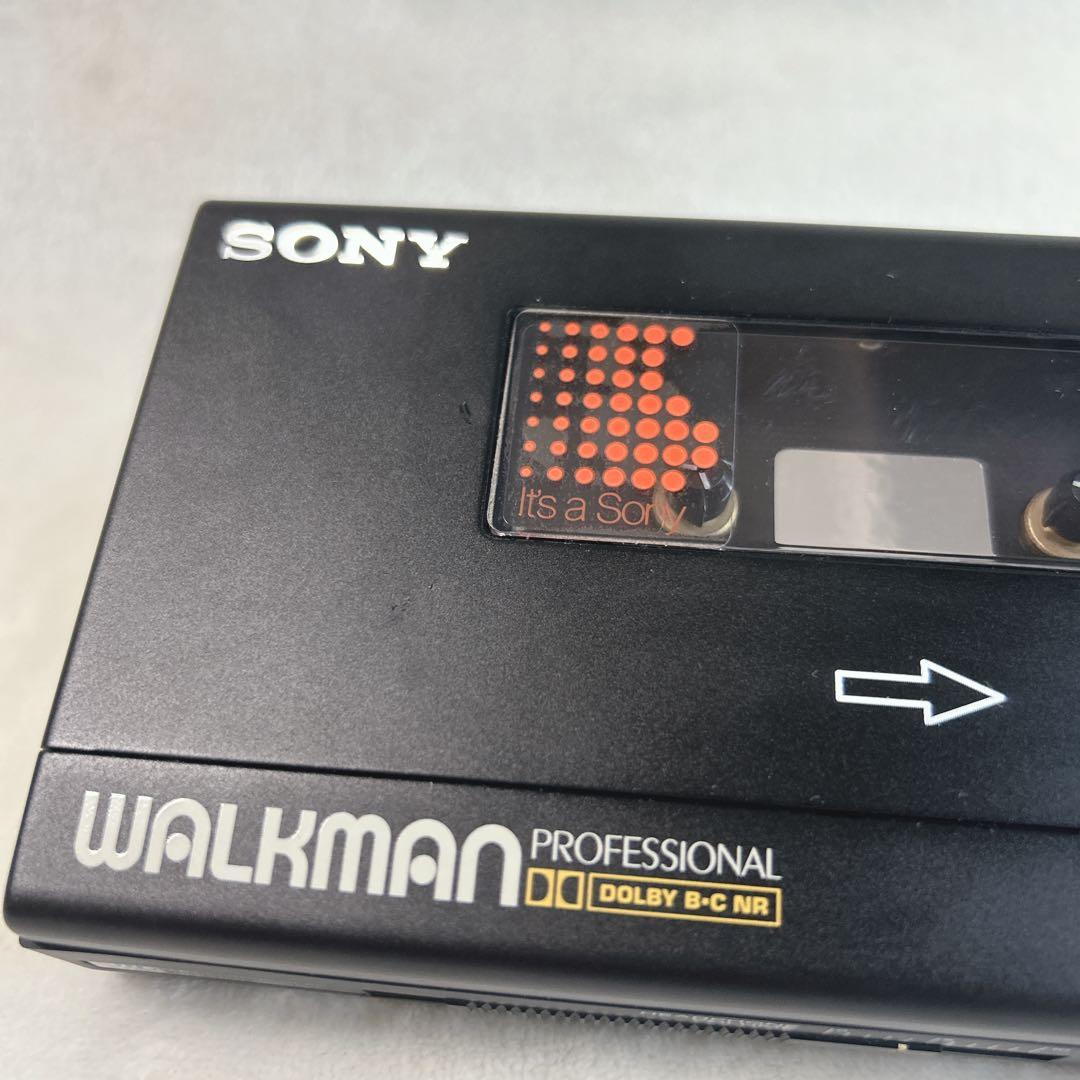 SONY
It's a Sony
WALKMAN
PROFESSIONAL
DOLBY B•C NR